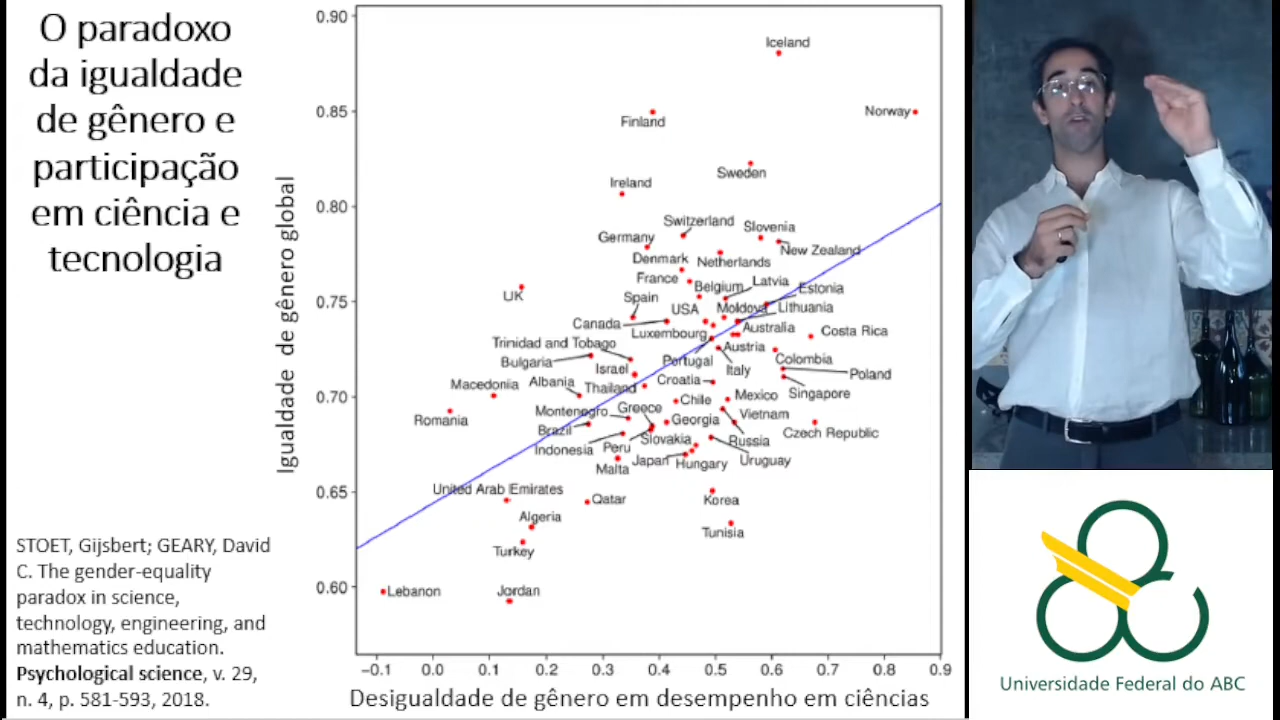 O paradoxo
da igualdade
de gênero e
participação
em ciência e
tecnologia
STOET, Gijsbert; GEARY, David
C. The gender-equality
paradox in science,
technology, engineering, and
mathematics education.
Psychological science, v. 29,
n. 4, p. 581-593, 2018.
Igualdade de gênero global
0.90
0.85
0.80
0.75
0.70
0.65
0.60
Iceland
Norway
Finland
Sweden
Ireland
Switzerland
Slovenia
Germany
New Zealand
Denmark
Netherlands
France
Belgium
Latvia
Estonia
UK
Spain
USA
Moldova
Lithuania
Canada
Luxembourg
Australia
Costa Rica
Trinidad and Tobago
Austria
Bulgaria
Israel
Portugal
Italy
Colombia
Poland
Macedonia
Albania
Thailand
Croatia
Singapore
Chile
Mexico
Romania
Montenegro
Greece
Georgia
Vietnam
Brazil
Czech Republic
Indonesia
Peru
Slovakia
Russia
Malta
Japan
Hungary
Uruguay
United Arab Emirates
Qatar
Korea
Algeria
Tunisia
Turkey
Lebanon
Jordan
−0.1 0.0 0.1 0.2 0.3 0.4 0.5 0.6 0.7 0.8 0.9
Desigualdade de gênero em desempenho em ciências
Universidade Federal do ABC